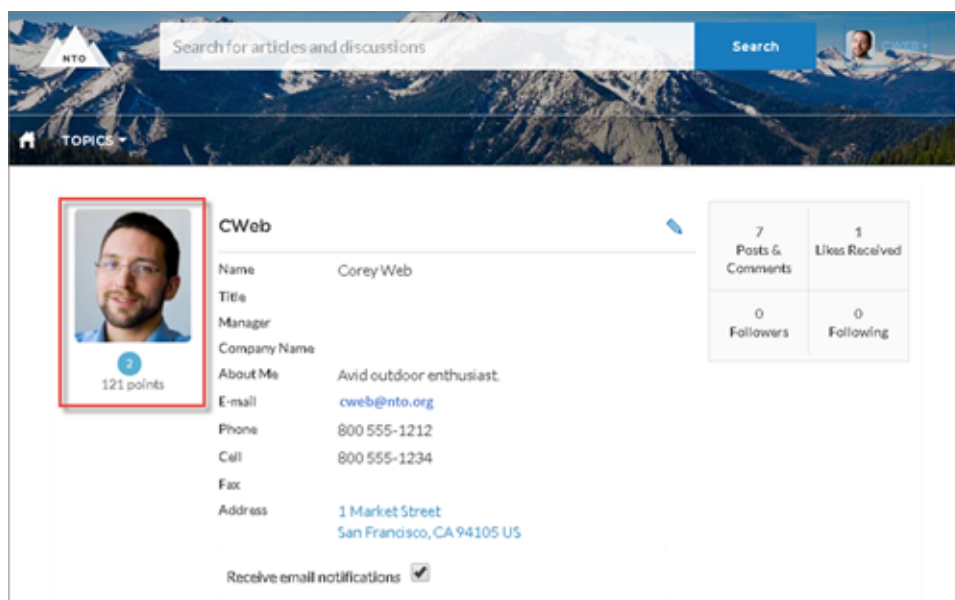 NTO
Search for articles and discussions
Search
CWEB
TOPICS
CWeb
Name Corey Web
Title
Manager
Company Name
About Me Avid outdoor enthusiast.
E-mail cweb@nto.org
Phone 800 555-1212
Cell 800 555-1234
Fax
Address 1 Market Street
San Francisco, CA 94105 US
Receive email notifications
2
121 points
7
Posts &
Comments
1
Likes Received
0
Followers
0
Following